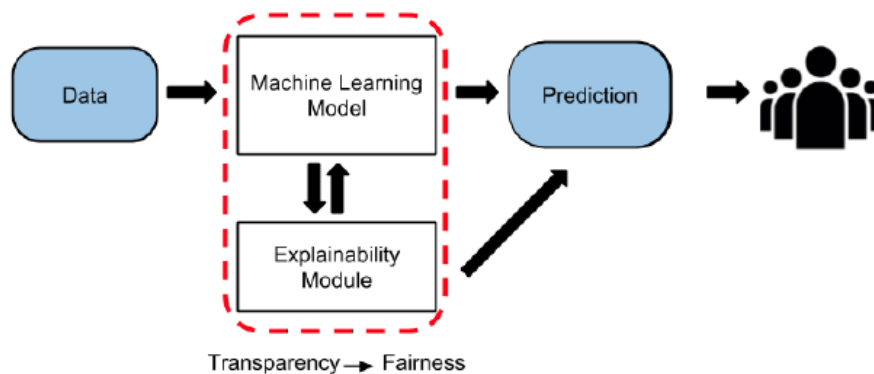 Data
Machine Learning
Model
Prediction
Explainability
Module
Transparency → Fairness